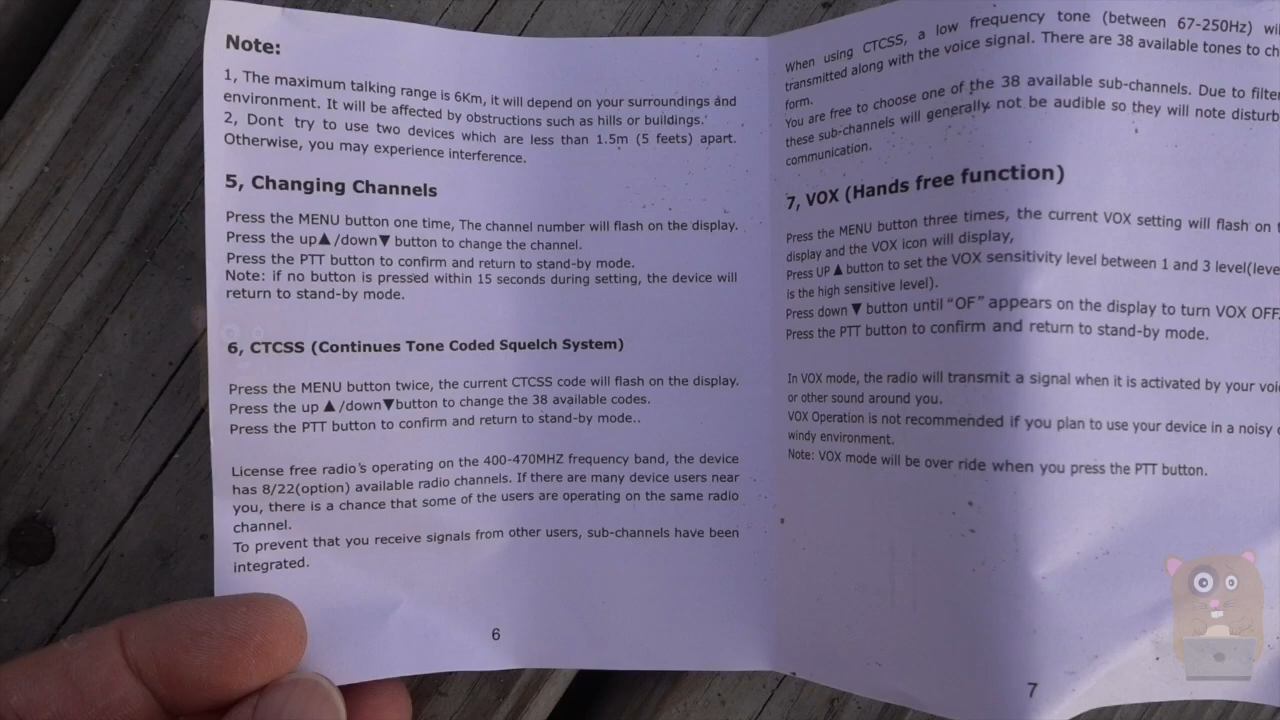 Note:
1, The maximum talking range is 6Km, it will depend on your surroundings and
environment. It will be affected by obstructions such as hills or buildings.
2, Dont try to use two devices which are less than 1.5m (5 feets) apart.
Otherwise, you may experience interference.
5, Changing Channels
Press the MENU button one time, The channel number will flash on the display.
Press the up▲/down▼ button to change the channel.
Press the PTT button to confirm and return to stand-by mode.
Note: if no button is pressed within 15 seconds during setting, the device will
return to stand-by mode.
6, CTCSS (Continues Tone Coded Squelch System)
Press the MENU button twice, the current CTCSS code will flash on the display.
Press the up ▲/down▼button to change the 38 available codes.
Press the PTT button to confirm and return to stand-by mode..
License free radio's operating on the 400-470MHZ frequency band, the device
has 8/22(option) available radio channels. If there are many device users near
you, there is a chance that some of the users are operating on the same radio
channel.
To prevent that you receive signals from other users, sub-channels have been
integrated.
6
When using CTCSS, a low frequency tone (between 67-250Hz)
transmitted along with the voice signal. There are 38 available tones to
form.
You are free to choose one of the 38 available sub-channels. Due to
these sub-channels will generally not be audible so they will note
communication.
7, VOX (Hands free function)
Press the MENU button three times, the current VOX setting will flash on
display and the VOX icon will display,
Press UP ▲ button to set the VOX sensitivity level between 1 and 3
is the high sensitive level).
Press down ▼ button until "OF" appears on the display to turn VOX OFF.
Press the PTT button to confirm and return to stand-by mode.
In VOX mode, the radio will transmit a signal when it is activated by your
or other sound around you.
VOX Operation is not recommended if you plan to use your device in a noisy
windy environment.
Note: VOX mode will be over ride when you press the PTT button.
7